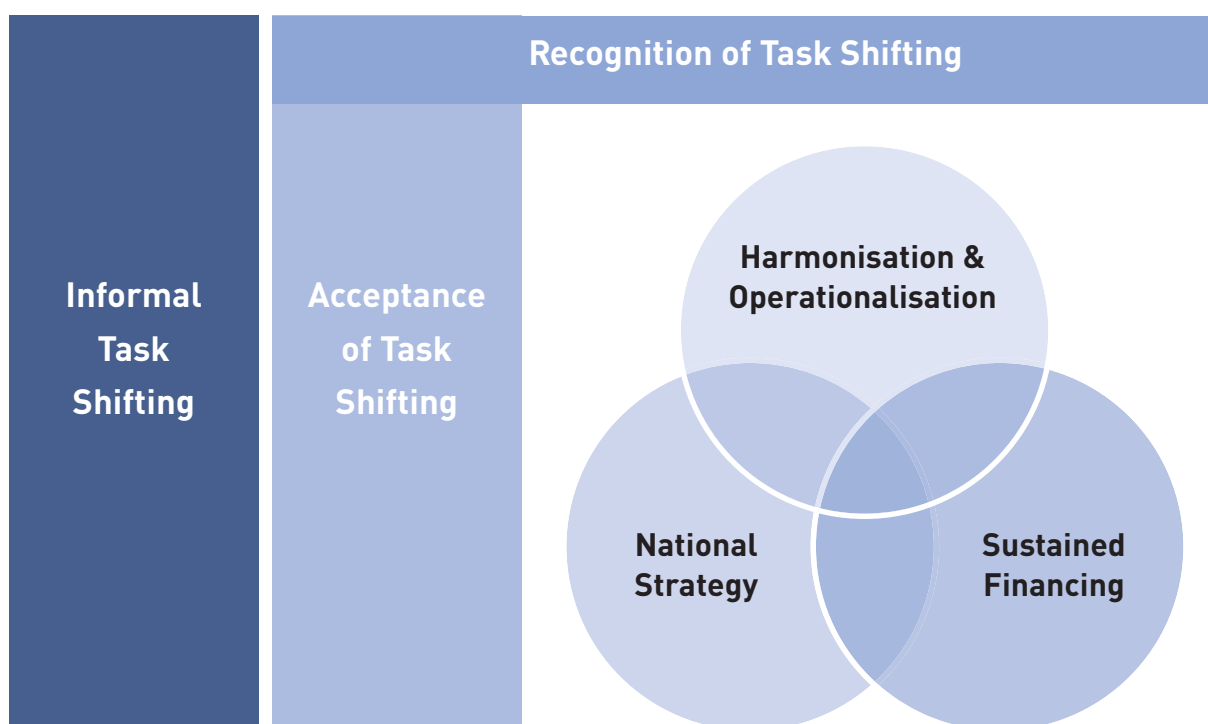 Recognition of Task Shifting
Informal
Task
Shifting
Acceptance
of Task
Shifting
Harmonisation &
Operationalisation
National
Strategy
Sustained
Financing